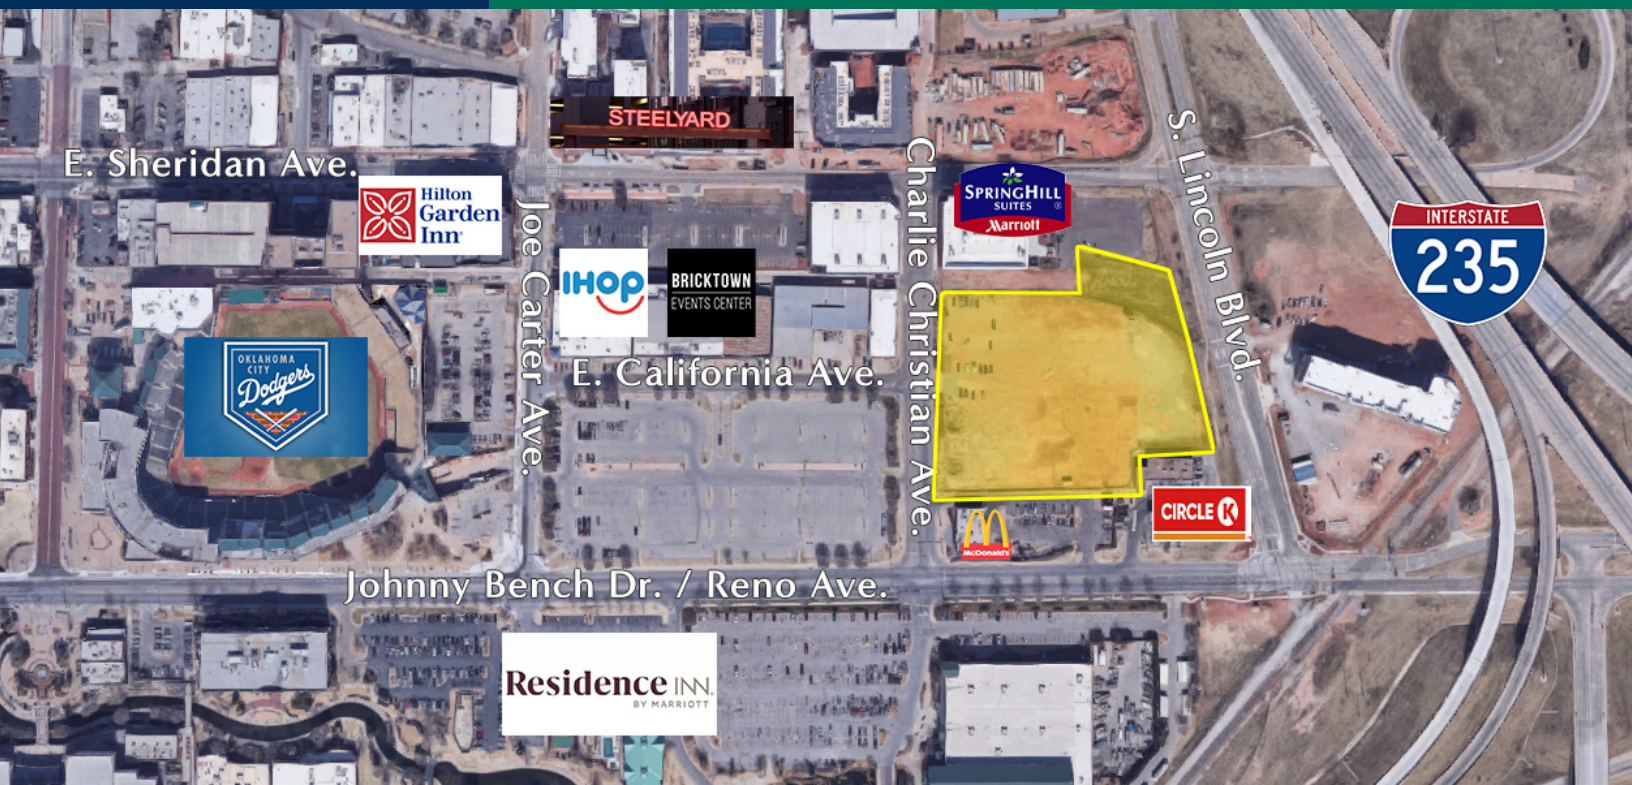 STEELYARD
E. Sheridan Ave.
Hilton
Garden
Inn
Joe Carter Ave.
Charlie Christian Ave.
SPRINGHILL
SUITES
Marriott
S. Lincoln Blvd.
INTERSTATE
235
IHOP
BRICKTOWN
EVENTS CENTER
OKLAHOMA
CITY
Dodgers
E. California Ave.
McDonald's
CIRCLE K
Johnny Bench Dr. / Reno Ave.
Residence INN.
BY MARRIOTT